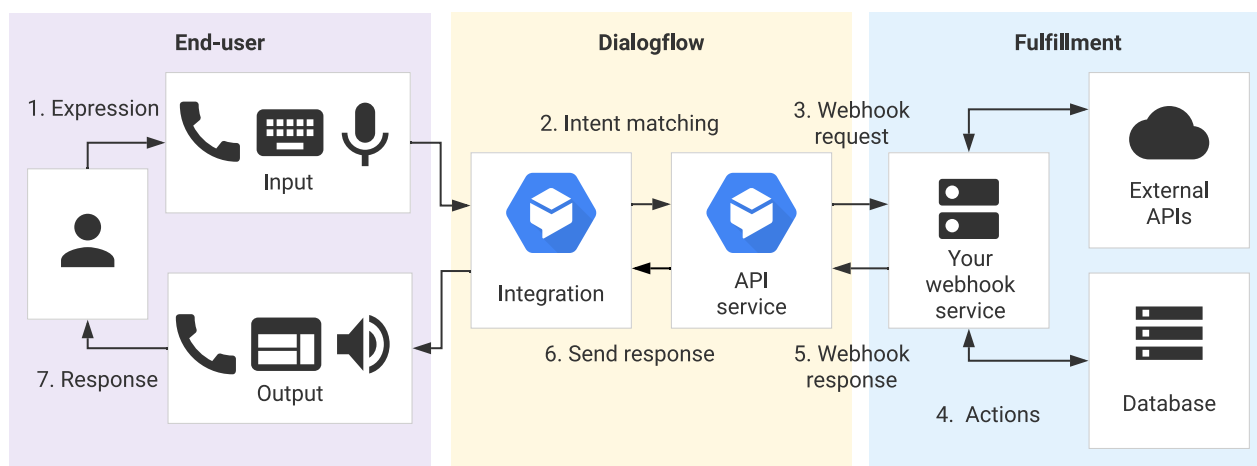 End-user
Dialogflow
Fulfillment
1. Expression
Input
2. Intent matching
3. Webhook
request
External
APIs
Integration
API
service
Your
webhook
service
7. Response
Output
6. Send response
5. Webhook
response
4. Actions
Database